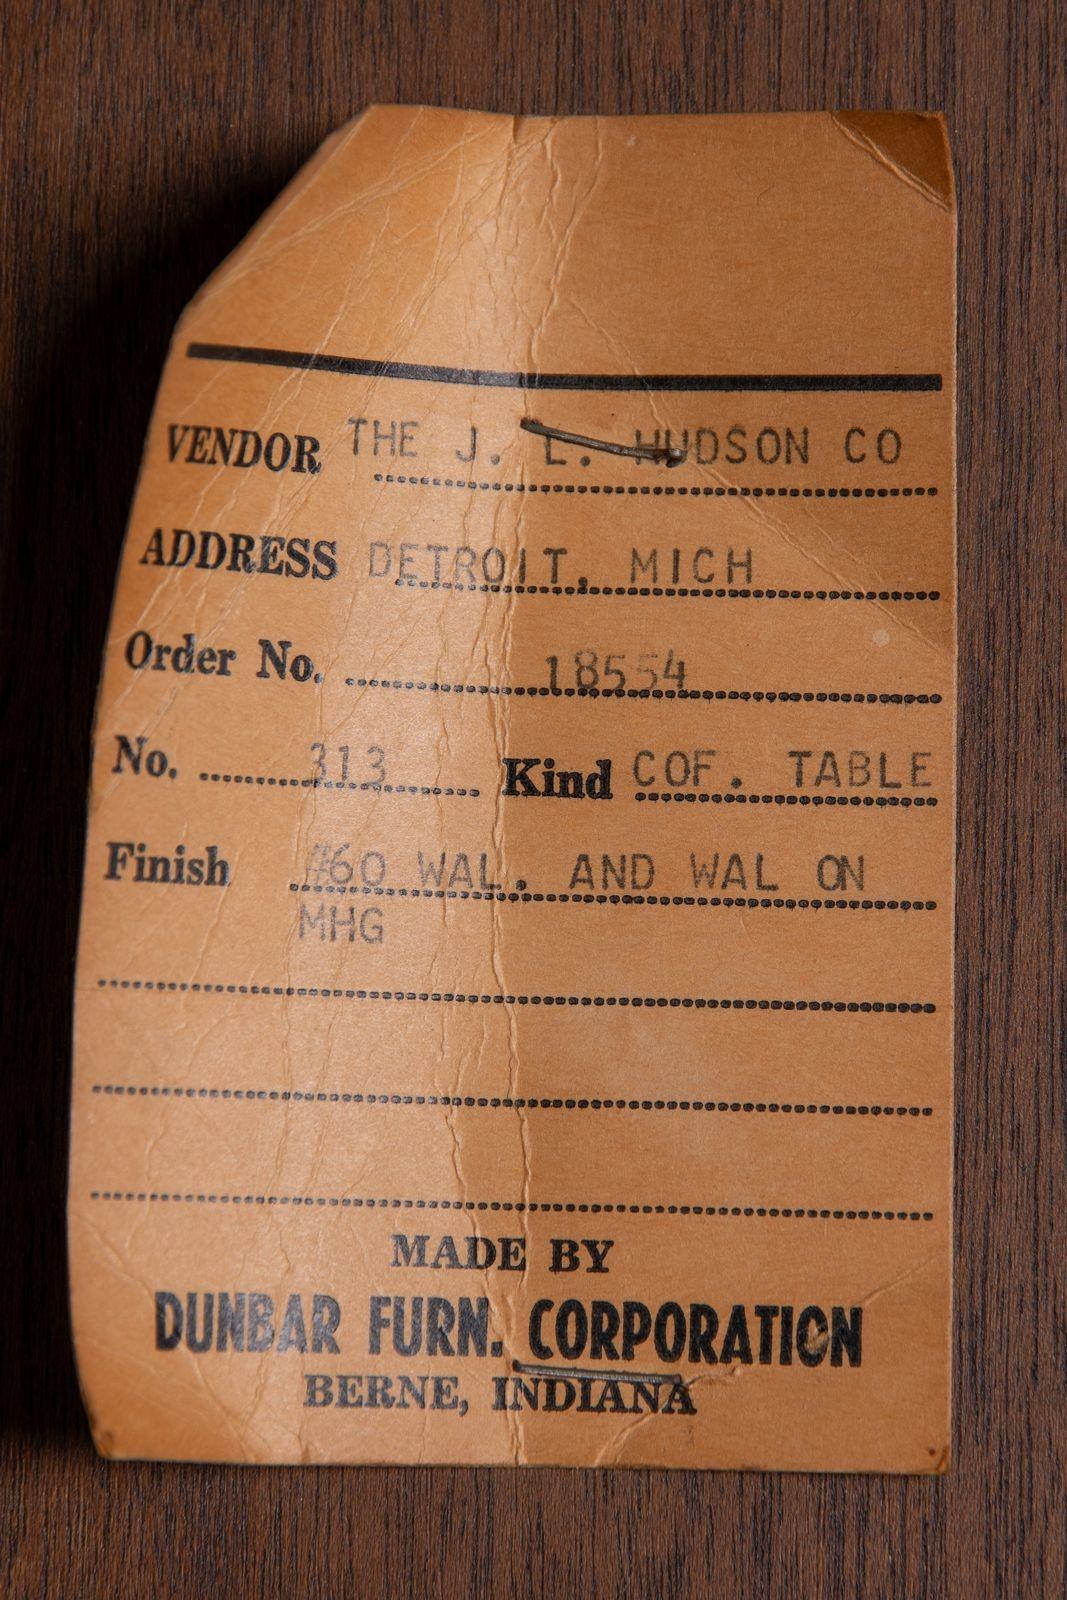 VENDOR THE J. L. HUDSON CO
ADDRESS DETROIT, MICH
Order No. 18554
No. 313 Kind COF. TABLE
Finish #60 WAL. AND WAL ON
MHG
MADE BY
DUNBAR FURN. CORPORATION
BERNE, INDIANA